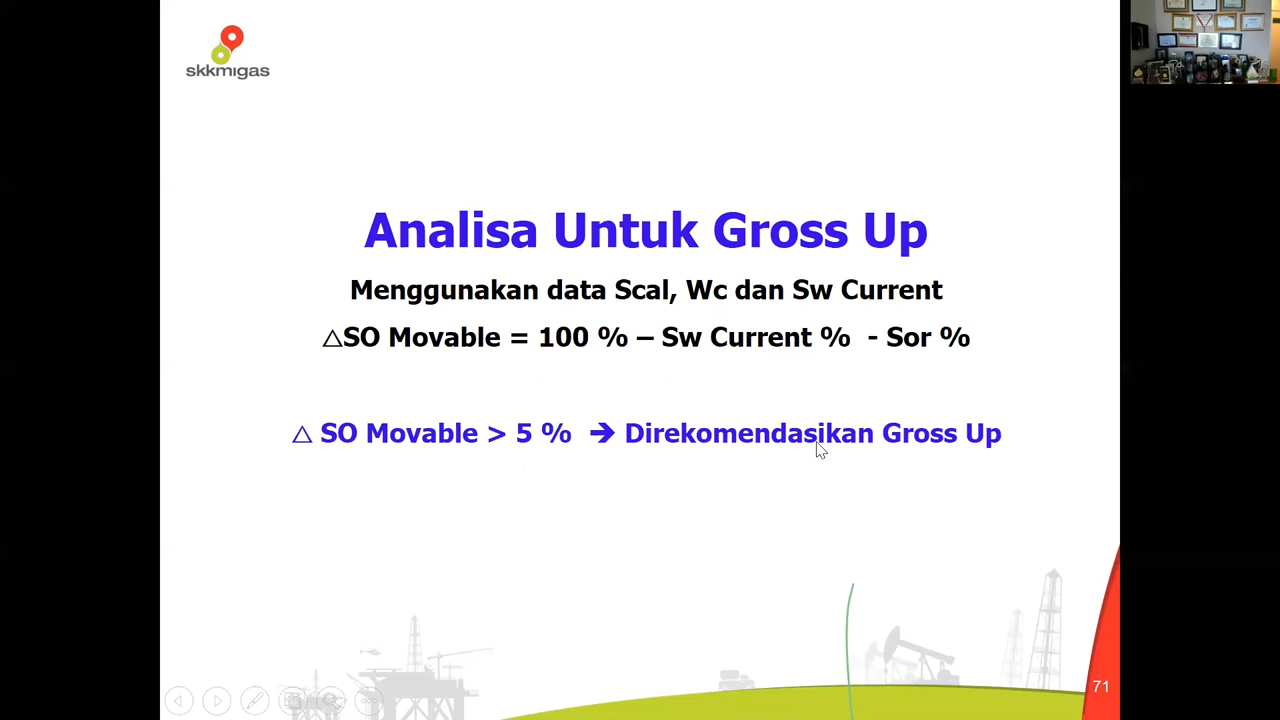 skkmigas
Analisa Untuk Gross Up
Menggunakan data Scal, Wc dan Sw Current
△SO Movable = 100 % – Sw Current % - Sor %
△ SO Movable > 5 % ➔ Direkomendasikan Gross Up
71